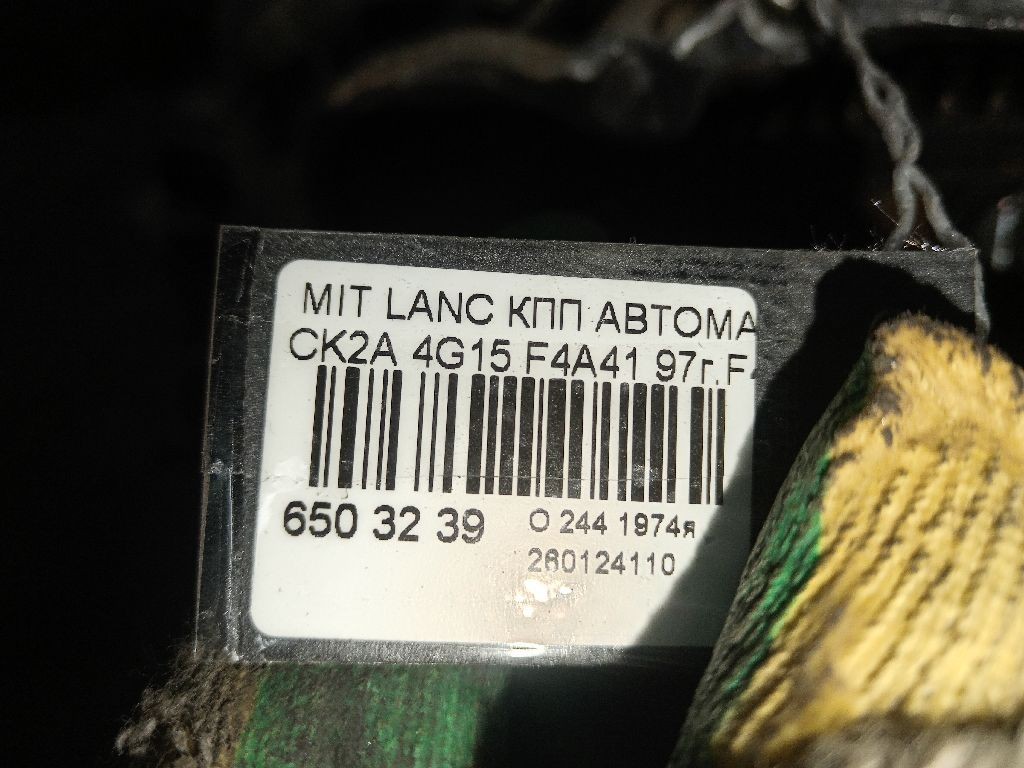 MIT LANC КПП АВТОМА
CK2A 4G15 F4A41 97г.F
650 32 39
О 244 1974я
260124110